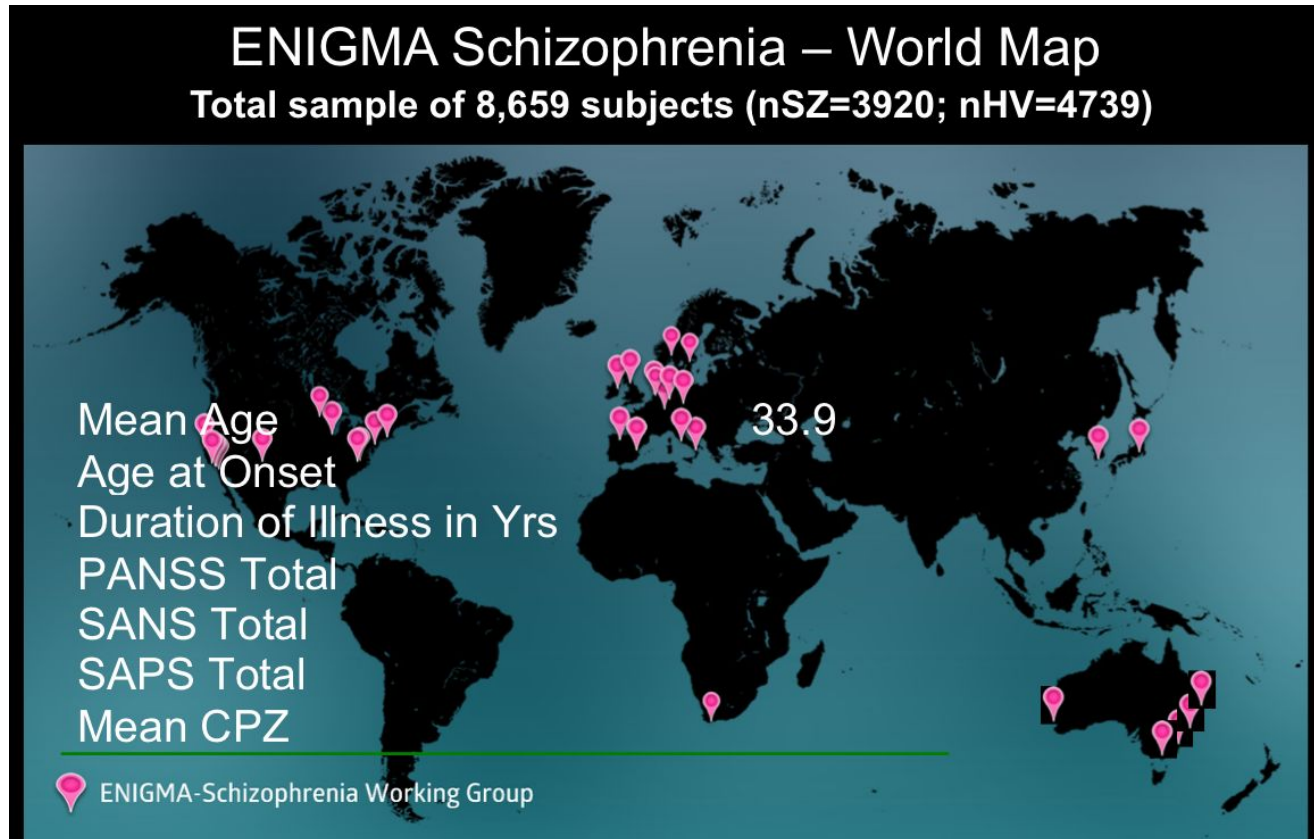 ENIGMA Schizophrenia – World Map
Total sample of 8,659 subjects (nSZ=3920; nHV=4739)
Mean Age 33.9
Age at Onset
Duration of Illness in Yrs
PANSS Total
SANS Total
SAPS Total
Mean CPZ
ENIGMA-Schizophrenia Working Group